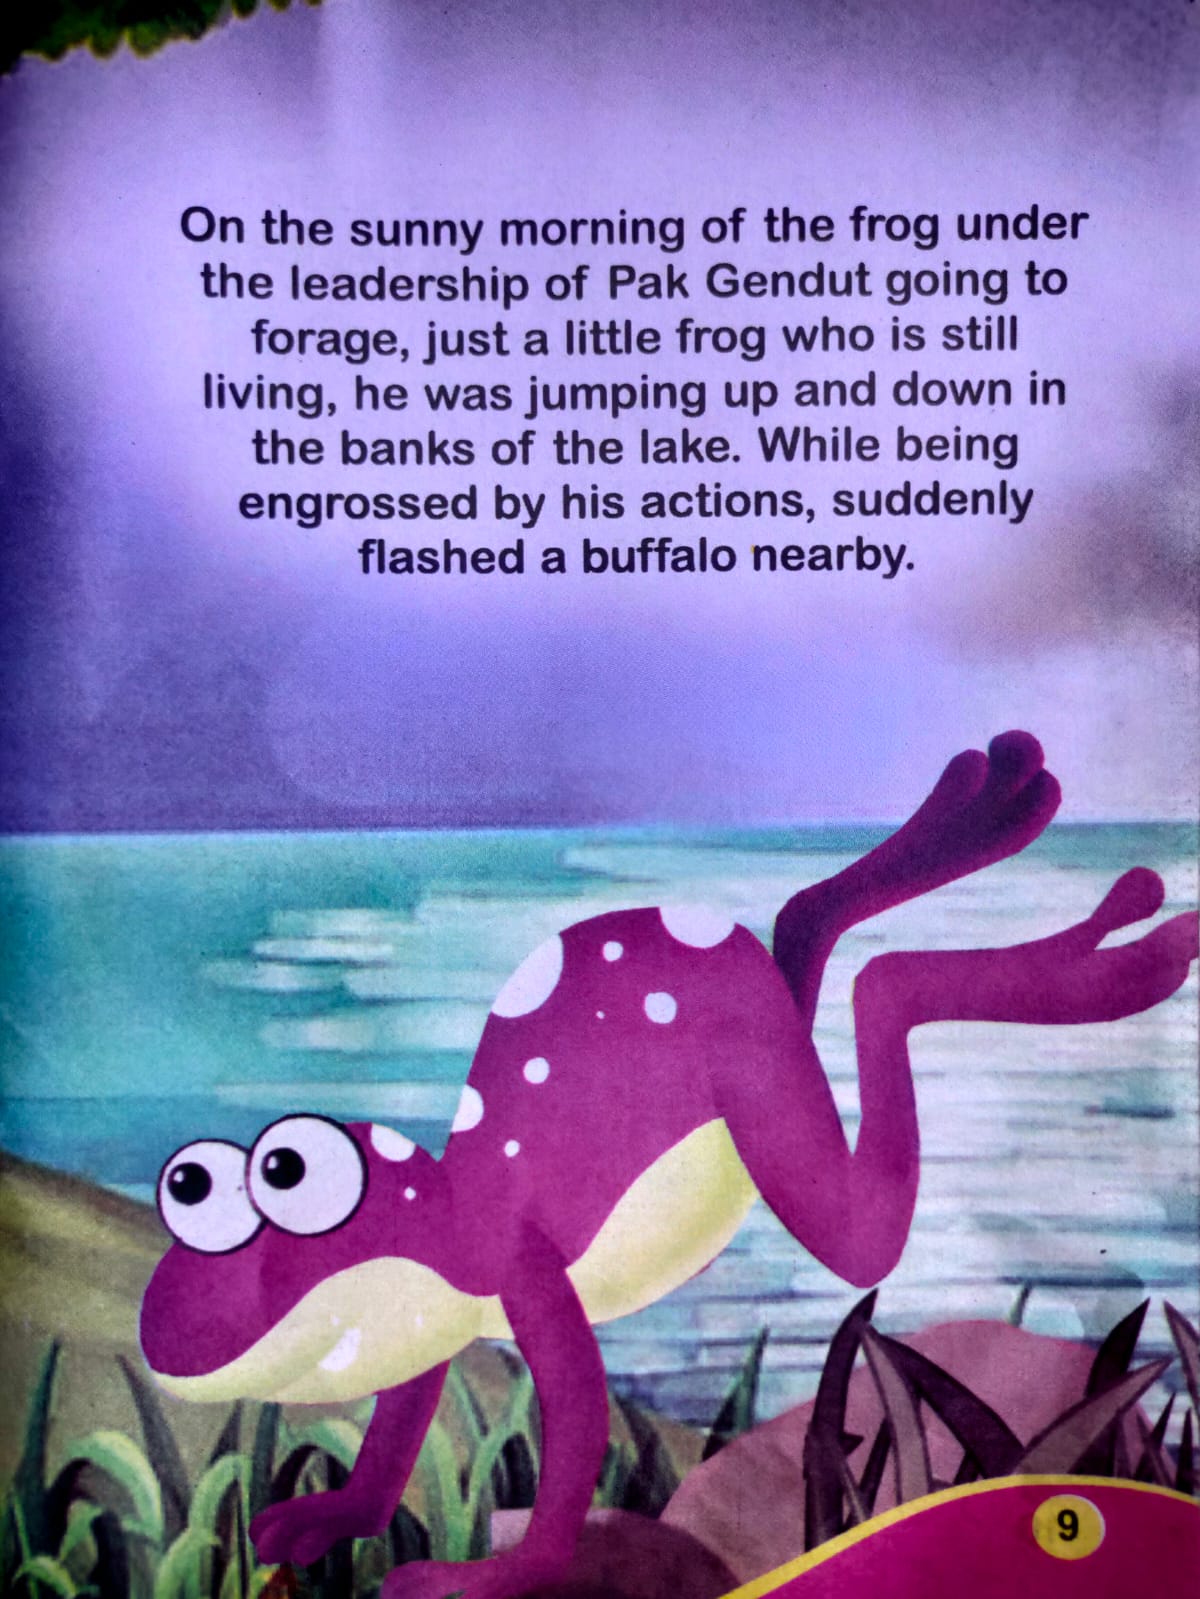 On the sunny morning of the frog under
the leadership of Pak Gendut going to
forage, just a little frog who is still
living, he was jumping up and down in
the banks of the lake. While being
engrossed by his actions, suddenly
flashed a buffalo nearby.
9